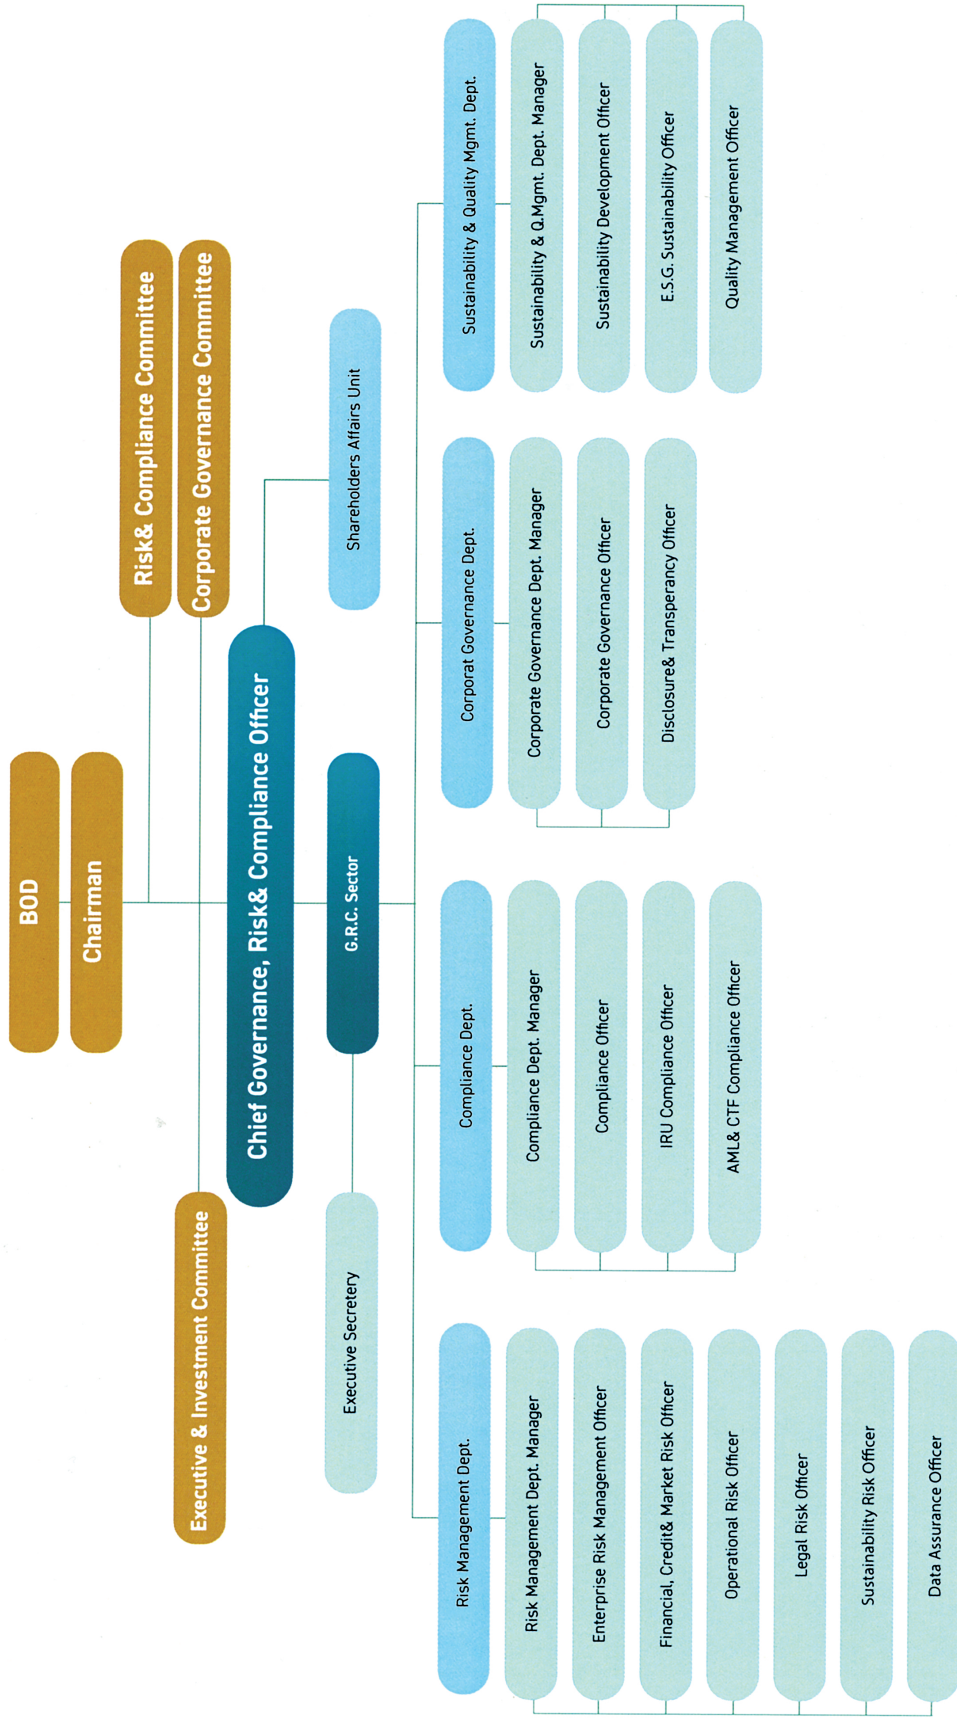 BOD
Chairman
Risk& Compliance Committee
Executive & Investment Committee
Corporate Governance Committee
Chief Governance, Risk& Compliance Officer
Executive Secretery
G.R.C. Sector
Shareholders Affairs Unit
Risk Management Dept.
Risk Management Dept. Manager
Enterprise Risk Management Officer
Financial, Credit& Market Risk Officer
Operational Risk Officer
Legal Risk Officer
Sustainability Risk Officer
Data Assurance Officer
Compliance Dept.
Compliance Dept. Manager
Compliance Officer
IRU Compliance Officer
AML& CTF Compliance Officer
Corporat Governance Dept.
Corporate Governance Dept. Manager
Corporate Governance Officer
Disclosure& Transperancy Officer
Sustainability & Quality Mgmt. Dept.
Sustainability & Q.Mgmt. Dept. Manager
Sustainability Development Officer
E.S.G. Sustainability Officer
Quality Management Officer